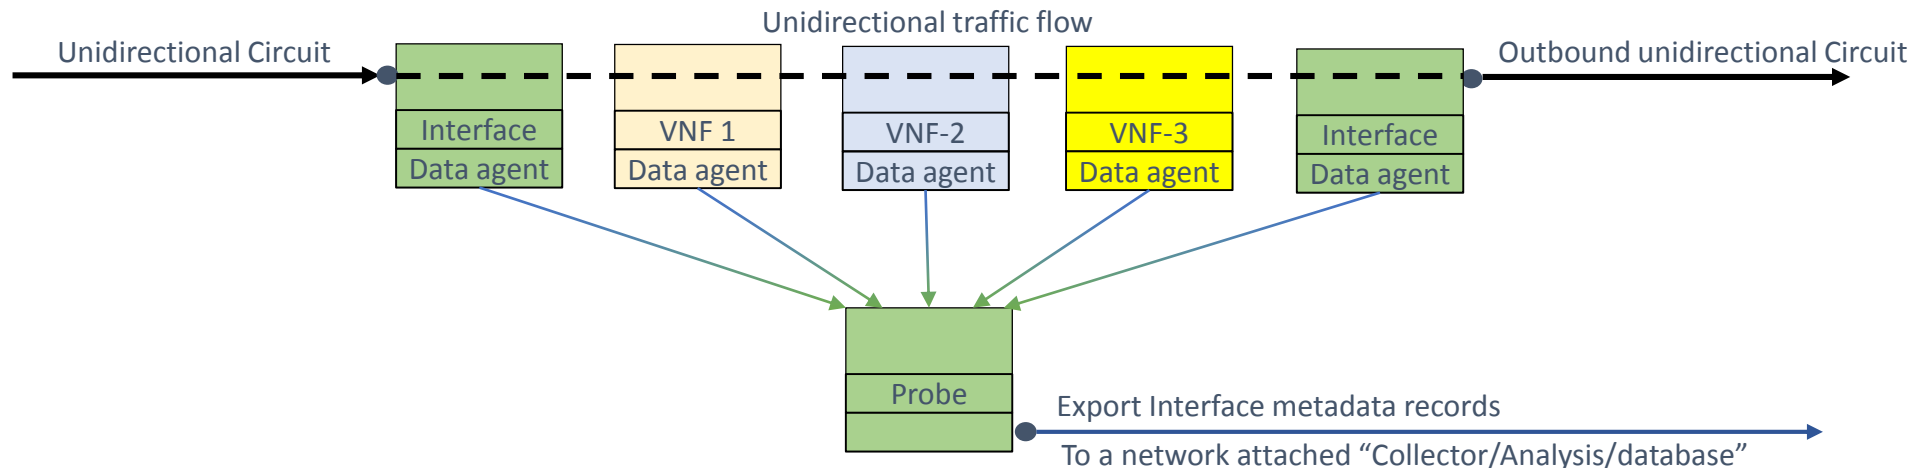 Unidirectional traffic flow
Unidirectional Circuit
Outbound unidirectional Circuit
Interface
Data agent
VNF 1
Data agent
VNF-2
Data agent
VNF-3
Data agent
Interface
Data agent
Probe
Export Interface metadata records
To a network attached “Collector/Analysis/database”